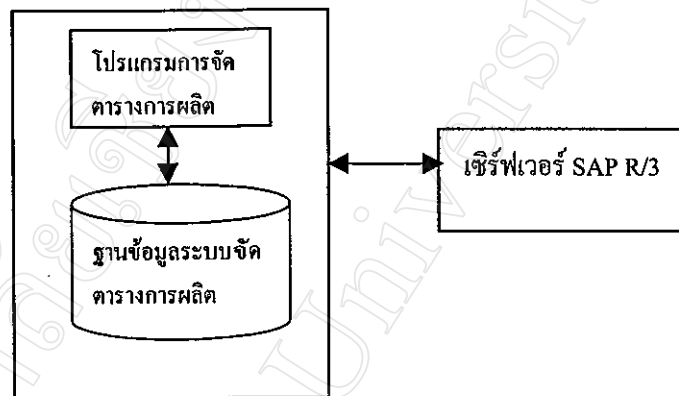 โปรแกรมการจัด
ตารางการผลิต
ฐานข้อมูลระบบจัด
ตารางการผลิต
เซิร์ฟเวอร์ SAP R/3